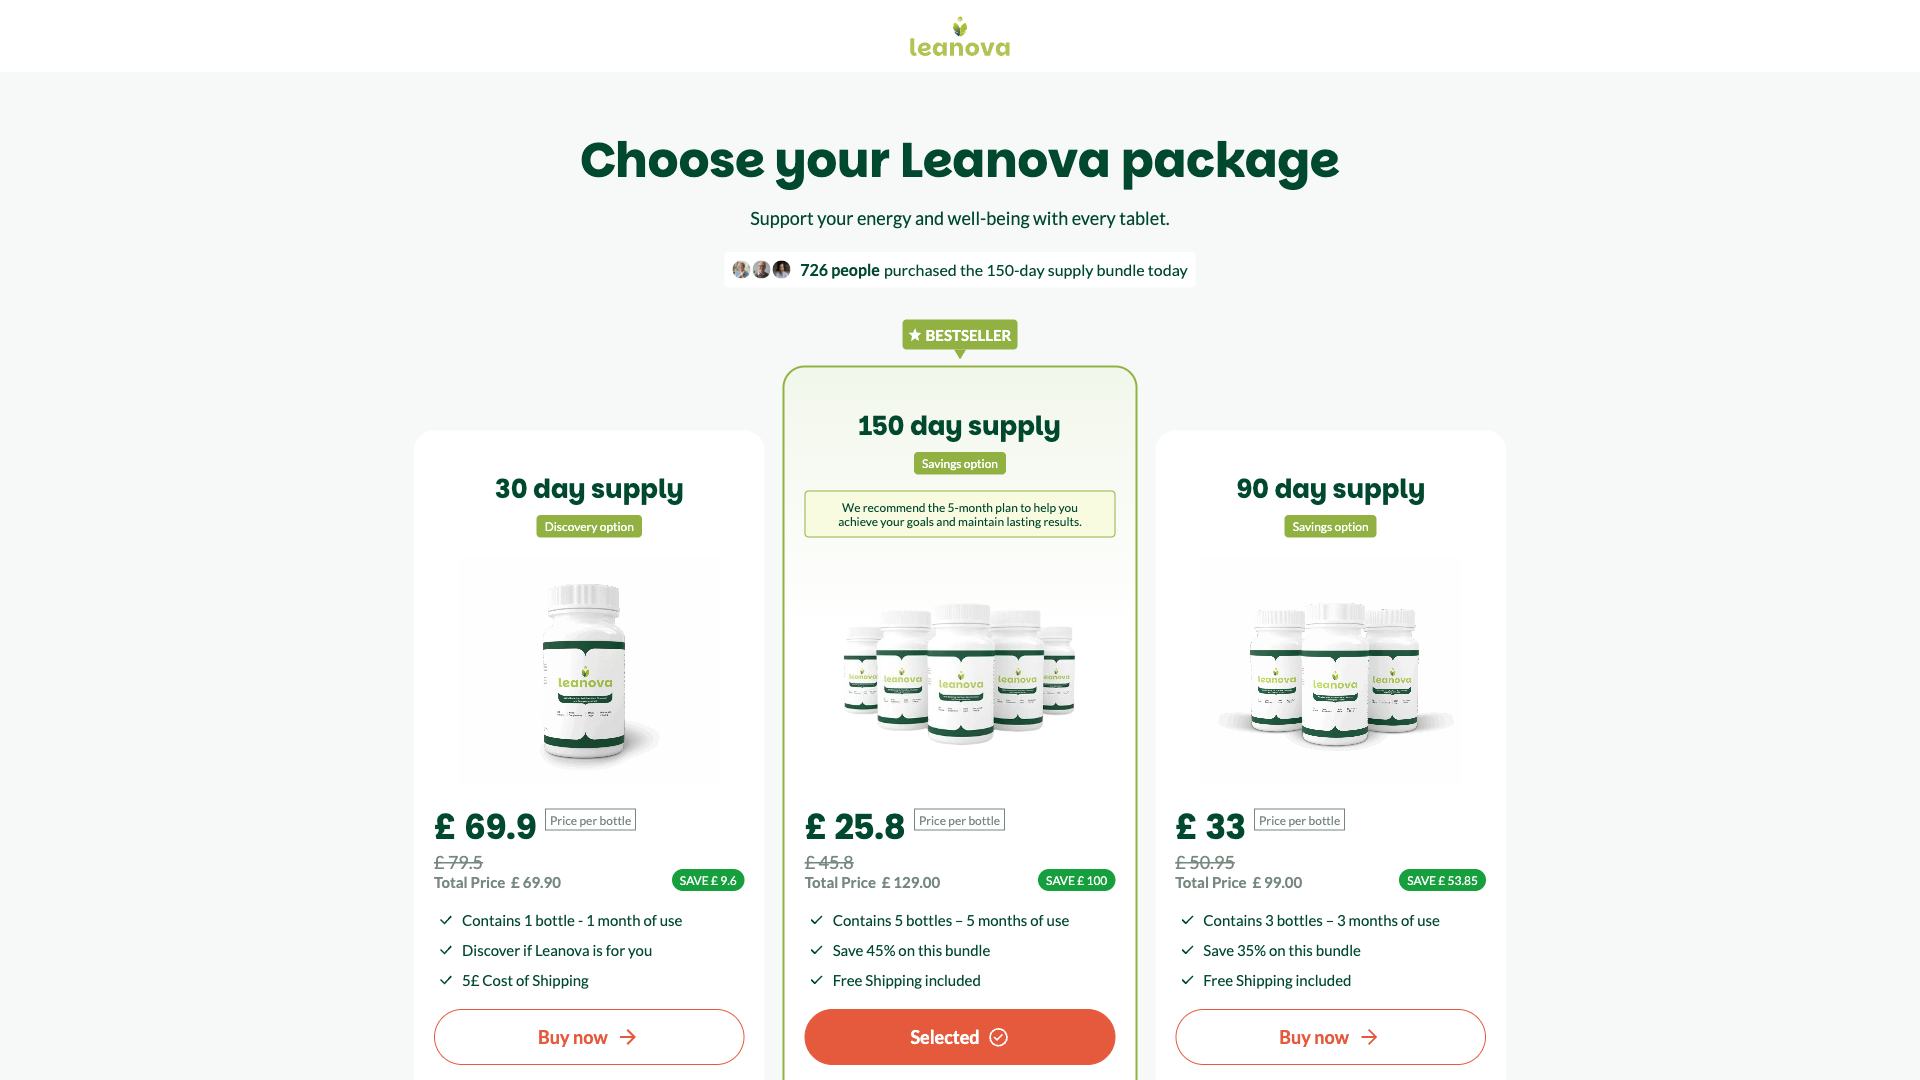 leanova
Choose your Leanova package
Support your energy and well-being with every tablet.
726 people purchased the 150-day supply bundle today
BESTSELLER
30 day supply
Discovery option
leanova
£ 69.9 Price per bottle
£ 79.5
Total Price £ 69.90
SAVE £ 9.6
Contains 1 bottle - 1 month of use
Discover if Leanova is for you
5£ Cost of Shipping
Buy now
150 day supply
Savings option
We recommend the 5-month plan to help you
achieve your goals and maintain lasting results.
leanova
leanova
leanova
leanova
leanova
£ 25.8 Price per bottle
£ 45.8
Total Price £ 129.00
SAVE £ 100
Contains 5 bottles – 5 months of use
Save 45% on this bundle
Free Shipping included
Selected
90 day supply
Savings option
leanova
leanova
leanova
£ 33 Price per bottle
£ 50.95
Total Price £ 99.00
SAVE £ 53.85
Contains 3 bottles – 3 months of use
Save 35% on this bundle
Free Shipping included
Buy now